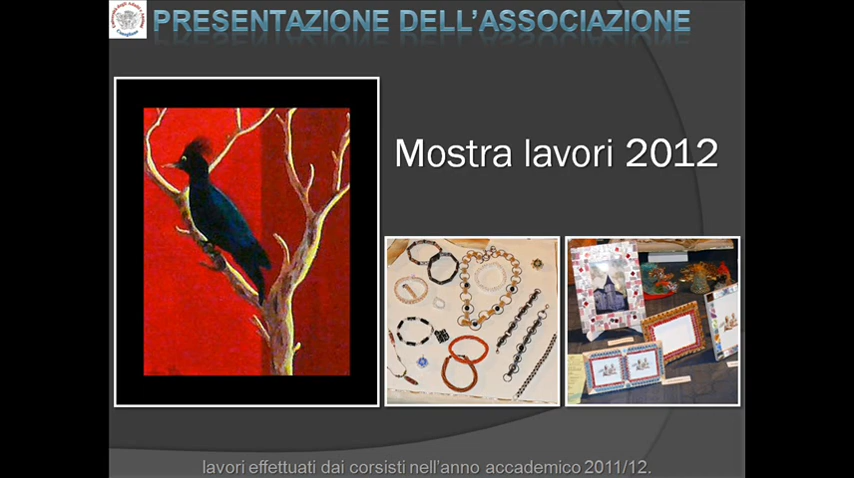 PRESENTAZIONE DELL'ASSOCIAZIONE
Mostra lavori 2012
lavori effettuati dai corsisti nell'anno accademico 2011/12.